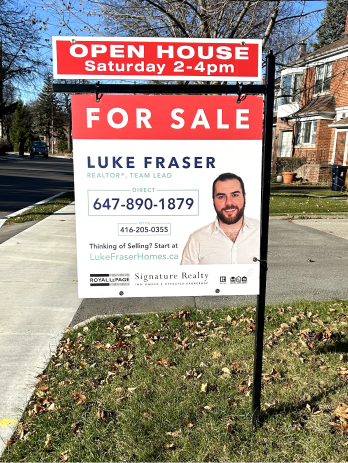 OPEN HOUSE
Saturday 2-4pm
FOR SALE
LUKE FRASER
REALTOR®, TEAM LEAD
DIRECT
647-890-1879
416-205-0355
Thinking of Selling? Start at
LukeFraserHomes.ca
ROYAL LEPAGE
Signature Realty